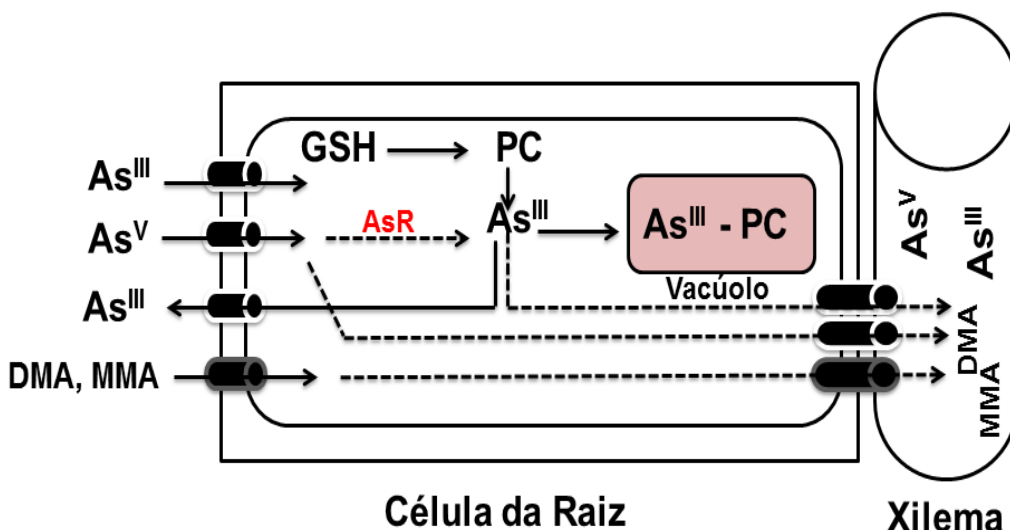 GSH
PC
As^III
As^V
AsR
As^III
As^III - PC
Vacúolo
As^III
DMA, MMA
As^V
As^III
DMA
MMA
Célula da Raiz
Xilema